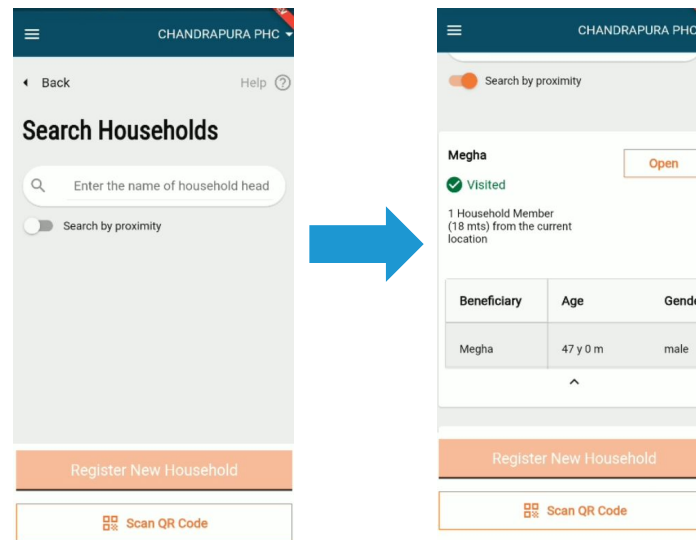 CHANDRAPURA PHC
Back
Help
Search Households
Enter the name of household head
Search by proximity
Register New Household
Scan QR Code
CHANDRAPURA PHC
Search by proximity
Megha
Open
Visited
1 Household Member
(18 mts) from the current
location
Beneficiary Age Gende
Megha 47 y 0 m male
Register New Household
Scan QR Code